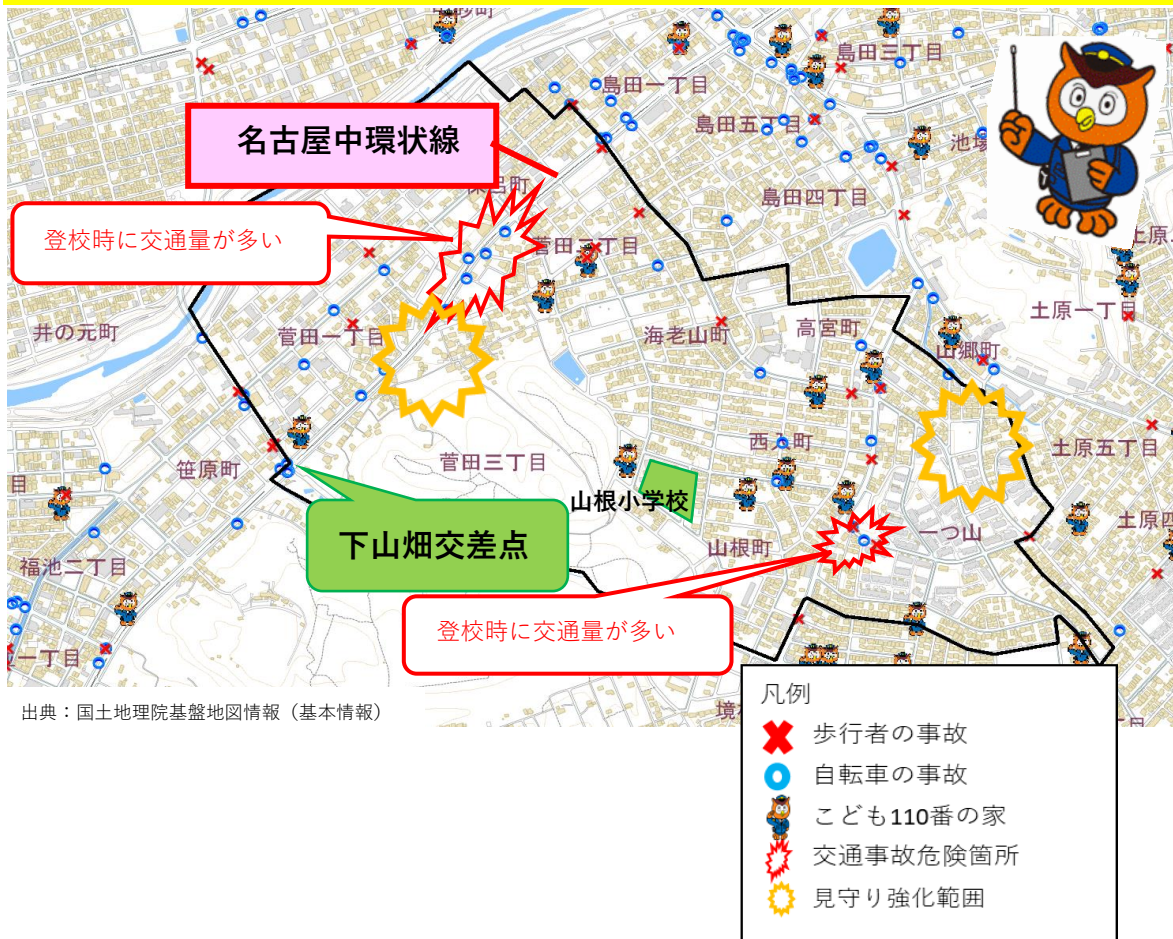 島田三丁目
島田一丁目
島田五丁目
名古屋中環状線
島田四丁目
登校時に交通量が多い
菅田二丁目
井の元町
菅田一丁目
海老山町
高宮町
土原一丁目
山郷町
菅田三丁目
西入町
土原五丁目
笹原町
山根小学校
下山畑交差点
山根町
一つ山
福池二丁目
登校時に交通量が多い
一丁目
出典：国土地理院基盤地図情報（基本情報）
凡例
歩行者の事故
自転車の事故
こども110番の家
交通事故危険箇所
見守り強化範囲